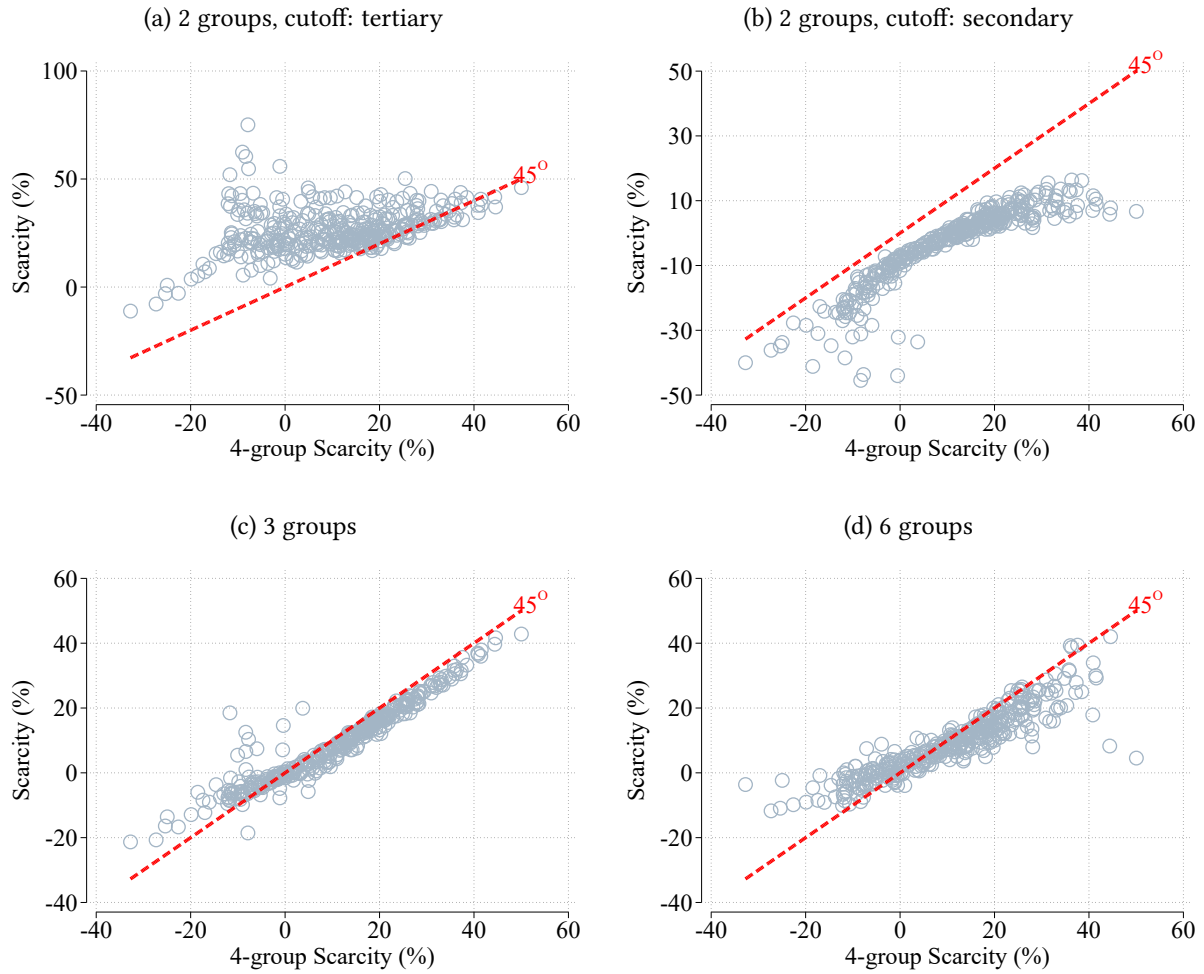 (a) 2 groups, cutoff: tertiary
100
50
0
-50
Scarcity (%)
45°
-40 -20 0 20 40 60
4-group Scarcity (%)
(b) 2 groups, cutoff: secondary
50
30
10
-10
-30
-50
Scarcity (%)
45°
-40 -20 0 20 40 60
4-group Scarcity (%)
(c) 3 groups
60
40
20
0
-20
-40
Scarcity (%)
45°
-40 -20 0 20 40 60
4-group Scarcity (%)
(d) 6 groups
60
40
20
0
-20
-40
Scarcity (%)
45°
-40 -20 0 20 40 60
4-group Scarcity (%)